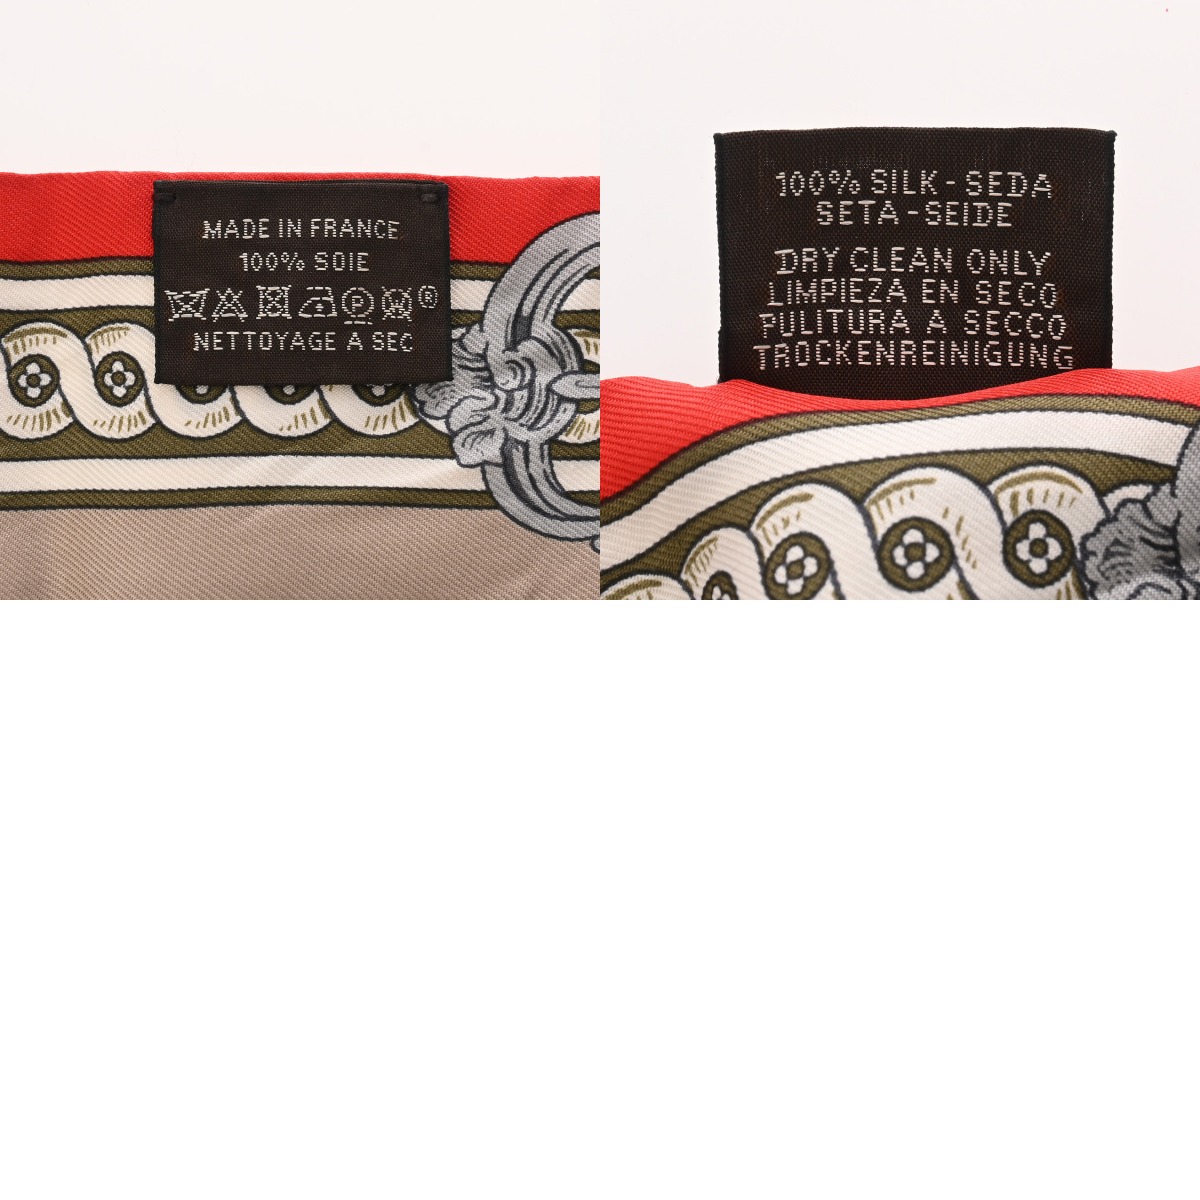 MADE IN FRANCE
100% SOIE
P ®
NETTOYAGE A SEC
100% SILK - SEDA
SETA - SEIDE
DRY CLEAN ONLY
LIMPIEZA EN SECO
PULITURA A SECCO
TROCKENREINIGUNG